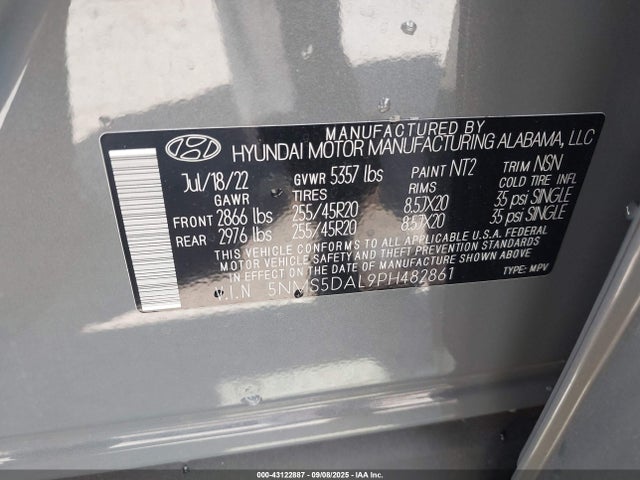 MANUFACTURED BY
HYUNDAI MOTOR MANUFACTURING ALABAMA, LLC
Jul/18/22 GVWR 5357 lbs PAINT NT2 TRIM NSN
GAWR TIRES RIMS COLD TIRE INFL
FRONT 2866 lbs 255/45R20 8.5JX20 35 psi SINGLE
REAR 2976 lbs 255/45R20 8.5JX20 35 psi SINGLE
THIS VEHICLE CONFORMS TO ALL APPLICABLE U.S.A. FEDERAL
MOTOR VEHICLE SAFETY AND THEFT PREVENTION STANDARDS
IN EFFECT ON THE DATE OF MANUFACTURE SHOWN ABOVE.
V.I.N 5NMS5DAL9PH482861 TYPE: MPV
000-43122887 - 09/08/2025 - IAA Inc.